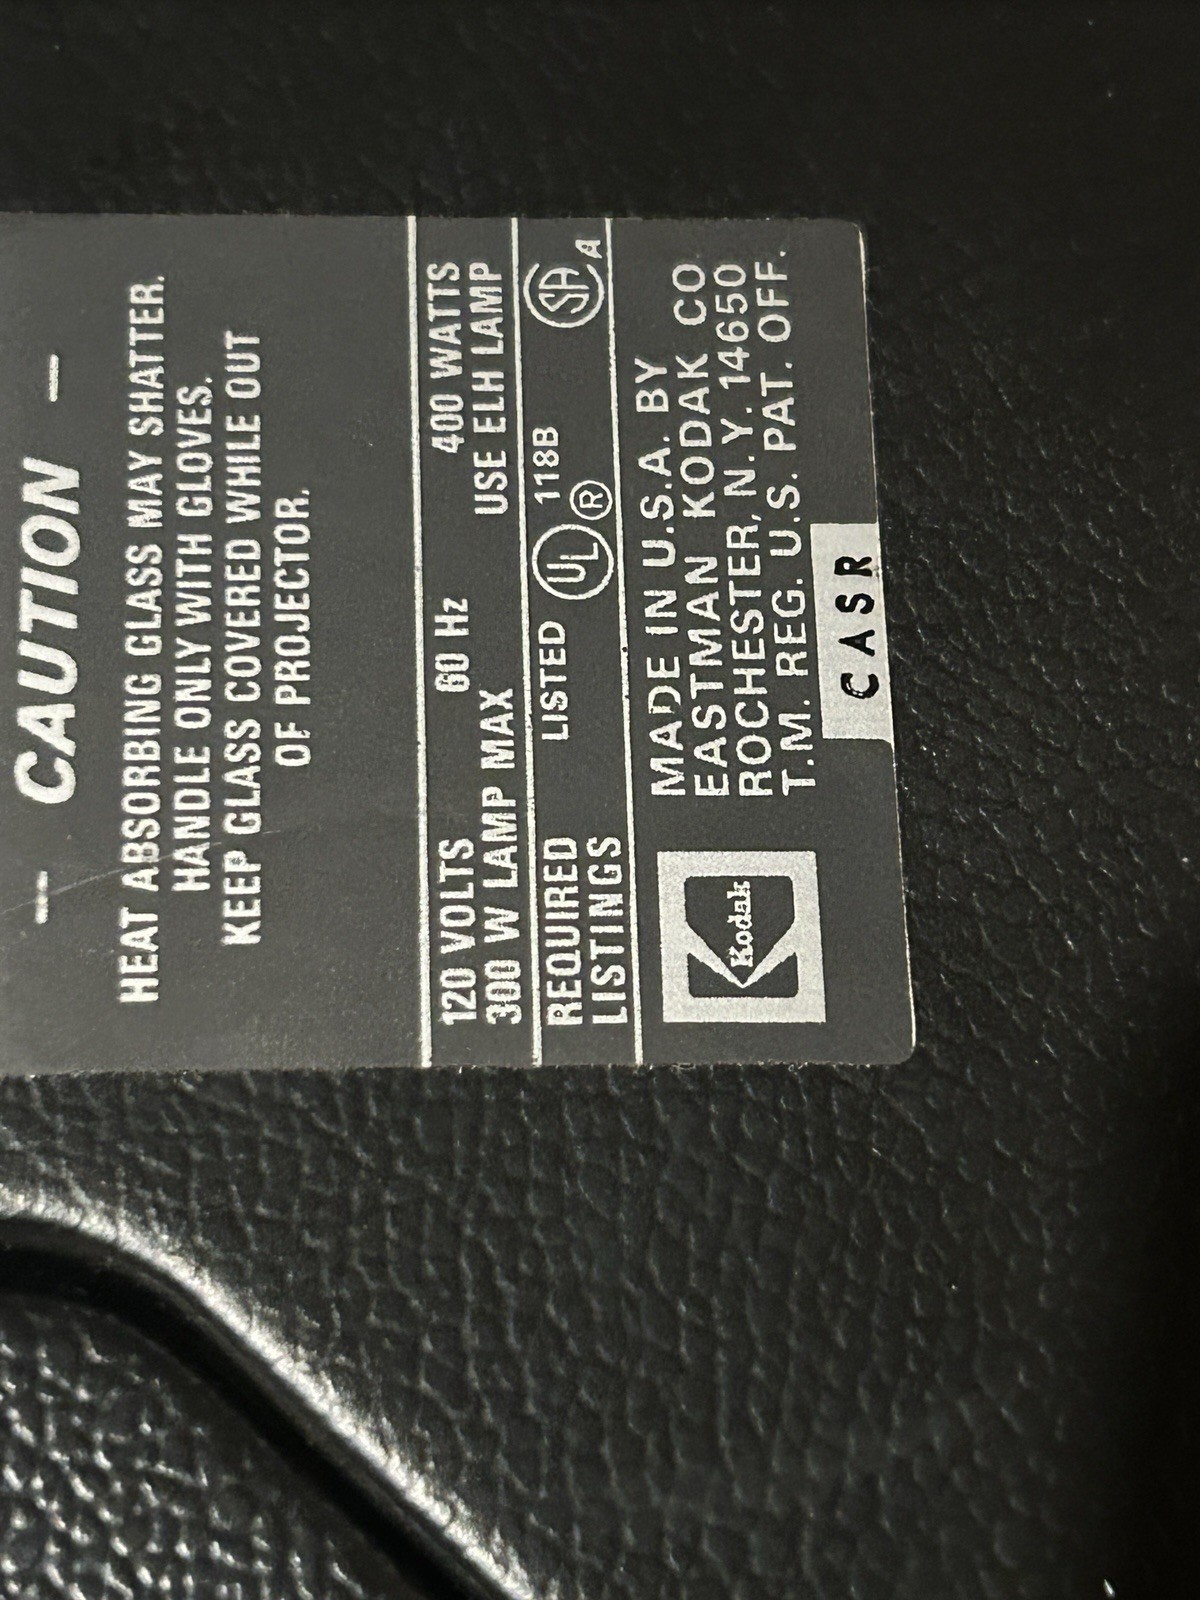 — CAUTION —
HEAT ABSORBING GLASS MAY SHATTER.
HANDLE ONLY WITH GLOVES.
KEEP GLASS COVERED WHILE OUT
OF PROJECTOR.
120 VOLTS 60 Hz 400 WATTS
300 W LAMP MAX USE ELH LAMP
REQUIRED LISTINGS
LISTED UL ® 118B SA A
Kodak
MADE IN U.S.A. BY
EASTMAN KODAK CO.
ROCHESTER, N.Y. 14650
T.M. REG. U.S. PAT. OFF.
CASR